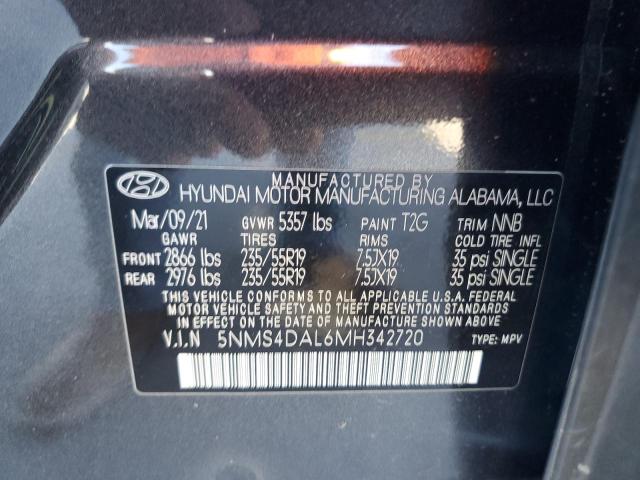 MANUFACTURED BY
HYUNDAI MOTOR MANUFACTURING ALABAMA, LLC
Mar/09/21 GVWR 5357 lbs PAINT T2G TRIM NNB
GAWR TIRES RIMS COLD TIRE INFL
FRONT 2866 lbs 235/55R19 7.5JX19 35 psi SINGLE
REAR 2976 lbs 235/55R19 7.5JX19 35 psi SINGLE
THIS VEHICLE CONFORMS TO ALL APPLICABLE U.S.A. FEDERAL
MOTOR VEHICLE SAFETY AND THEFT PREVENTION STANDARDS
IN EFFECT ON THE DATE OF MANUFACTURE SHOWN ABOVE.
V.I.N 5NMS4DAL6MH342720 TYPE: MPV